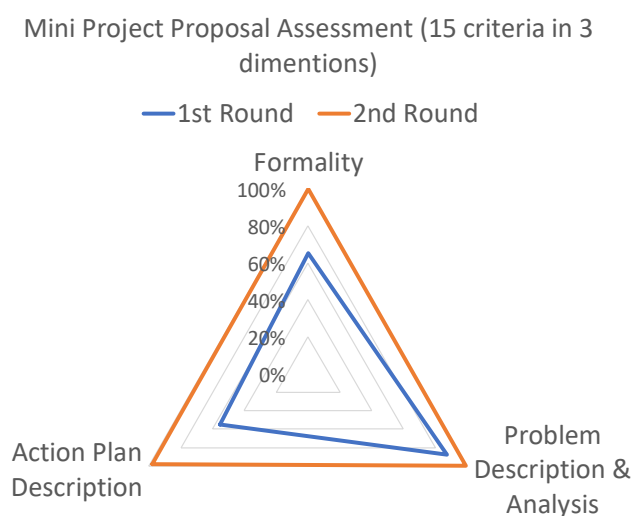 Mini Project Proposal Assessment (15 criteria in 3
dimentions)
1st Round
2nd Round
Formality
100%
80%
60%
40%
20%
0%
Action Plan
Description
Problem
Description &
Analysis